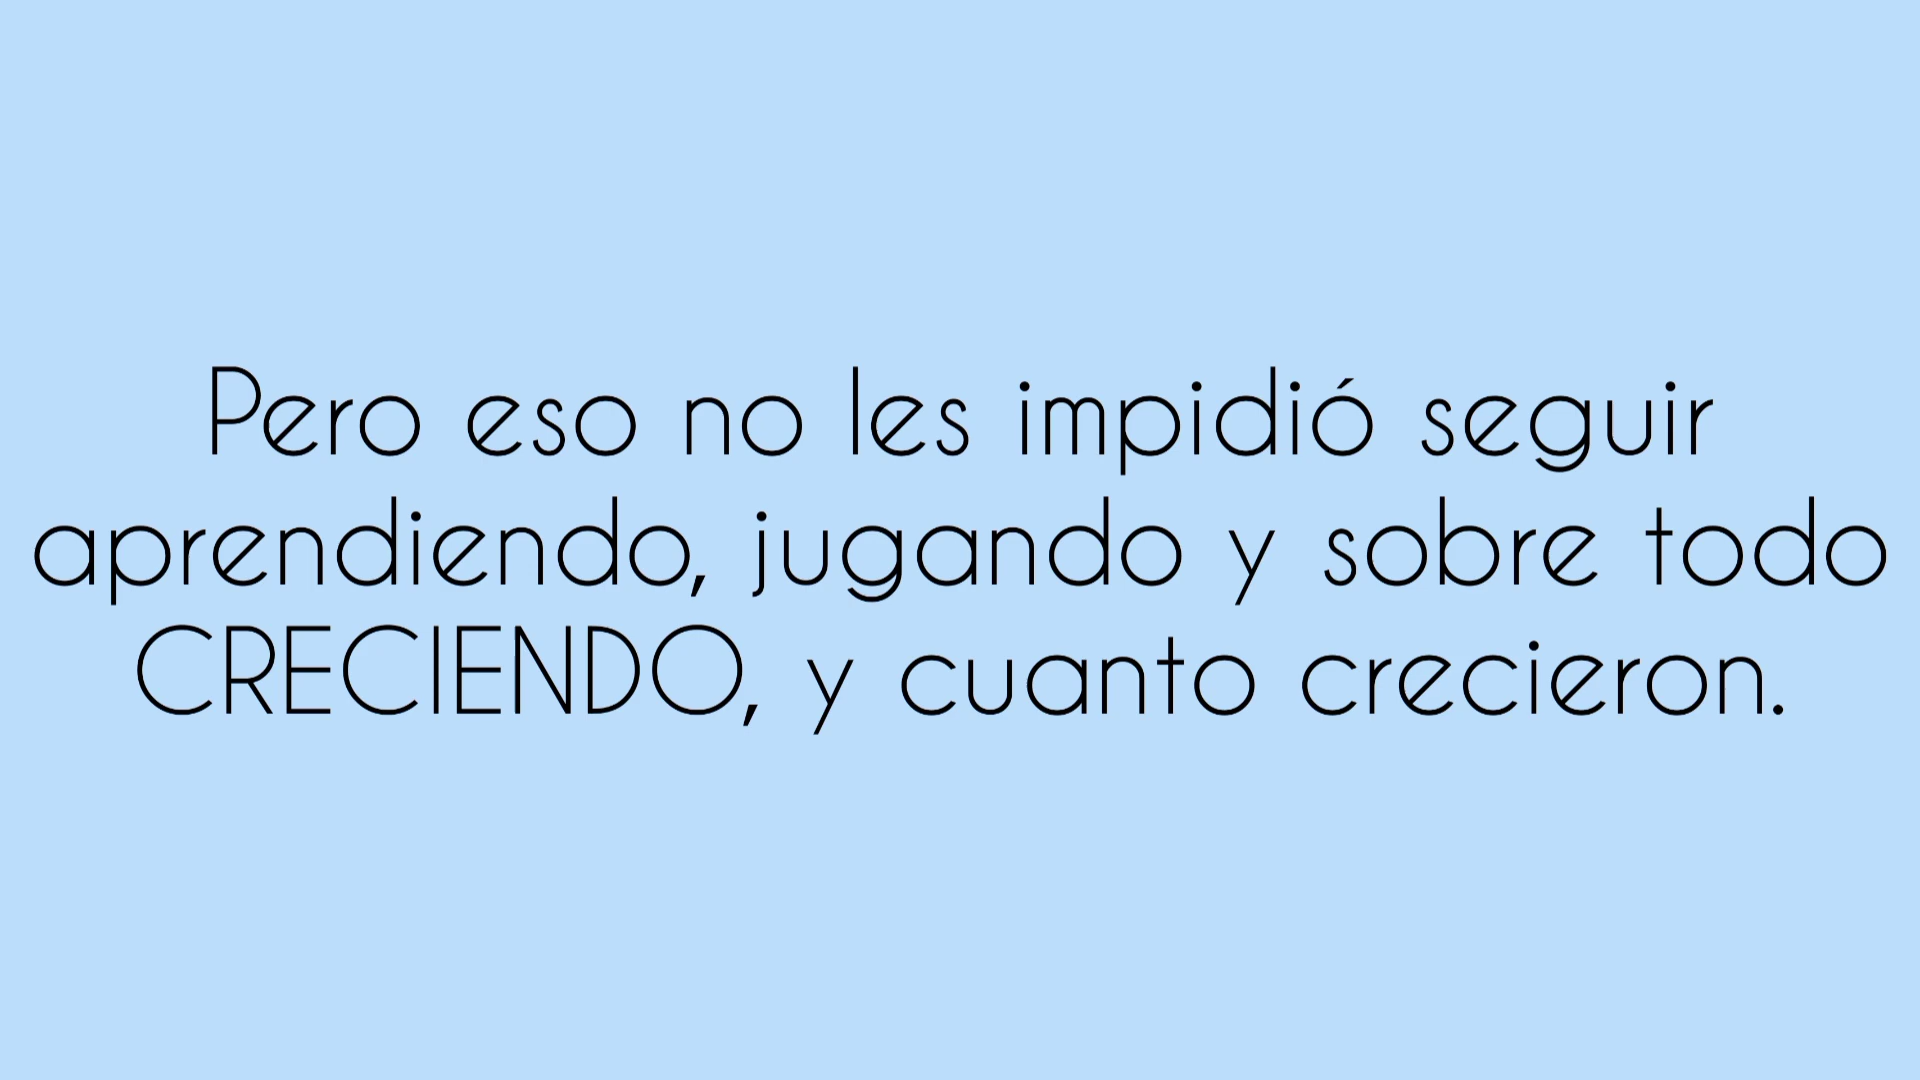 Pero eso no les impidió seguir
aprendiendo, jugando y sobre todo
CRECIENDO, y cuanto crecieron.